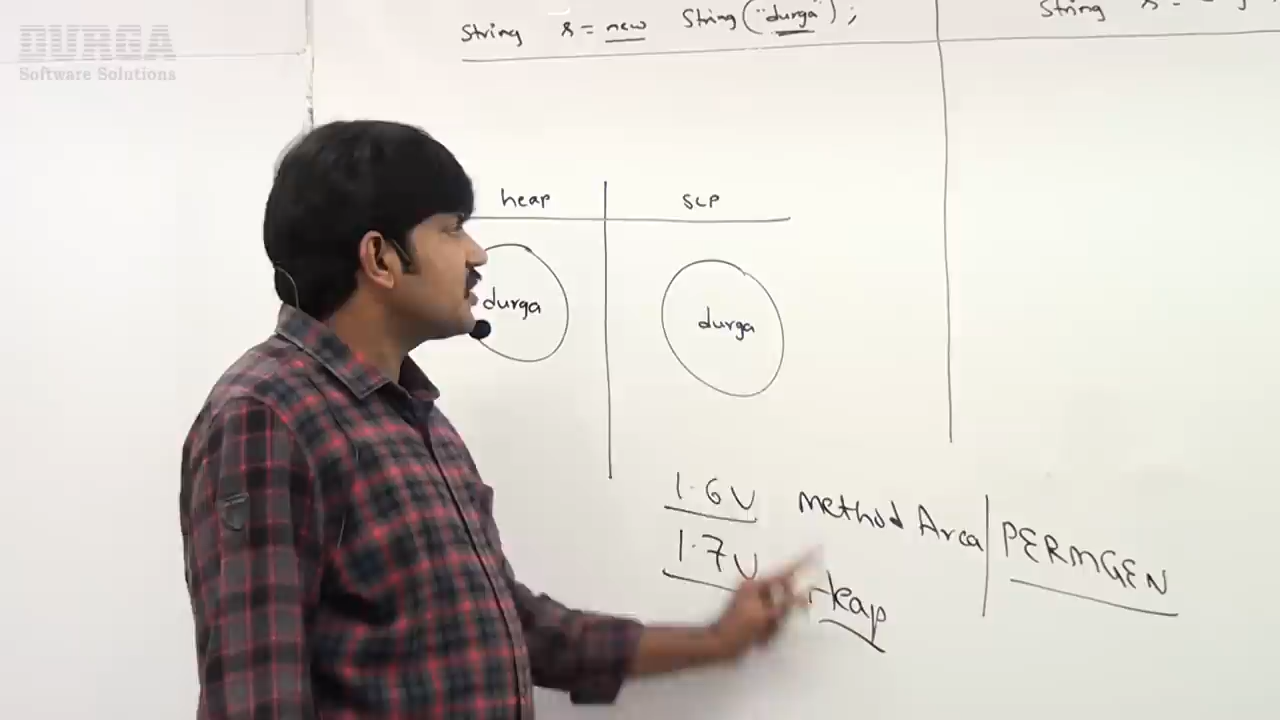 DURGA
Software Solutions
String s = new String("durga");
String s =
heap SCP
durga durga
1.6V Method Area | PERMGEN
1.7V Heap